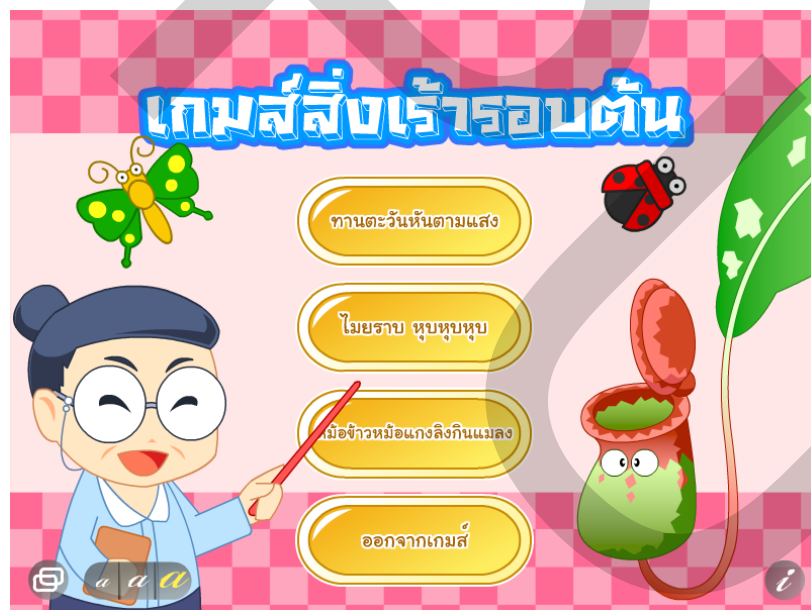 เกมส์สิ่งเร้ารอบตัน
ทานตะวันหันตามแสง
ไมยราบ หุบหุบหุบ
หม้อข้าวหม้อแกงลิงกินแมลง
ออกจากเกมส์
a a a
i